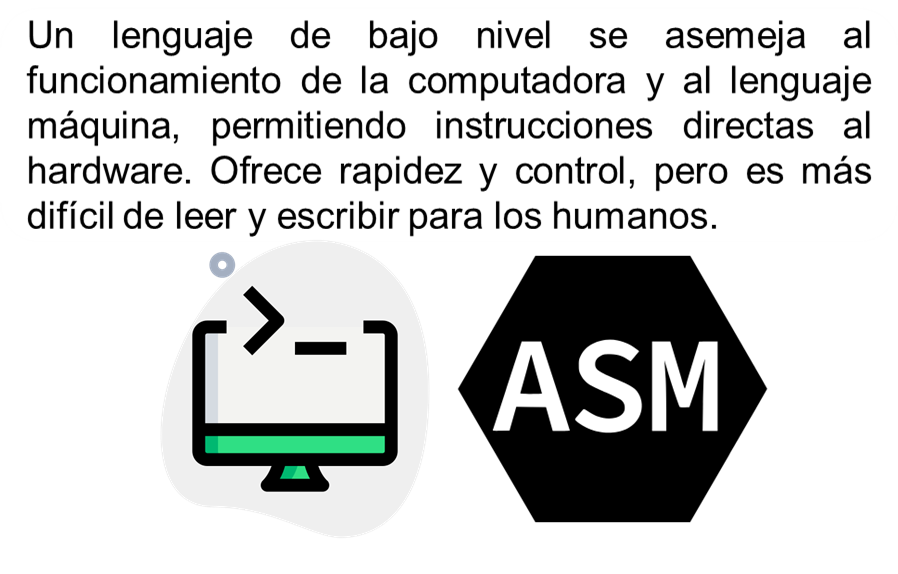 Un lenguaje de bajo nivel se asemeja al
funcionamiento de la computadora y al lenguaje
máquina, permitiendo instrucciones directas al
hardware. Ofrece rapidez y control, pero es más
difícil de leer y escribir para los humanos.
ASM